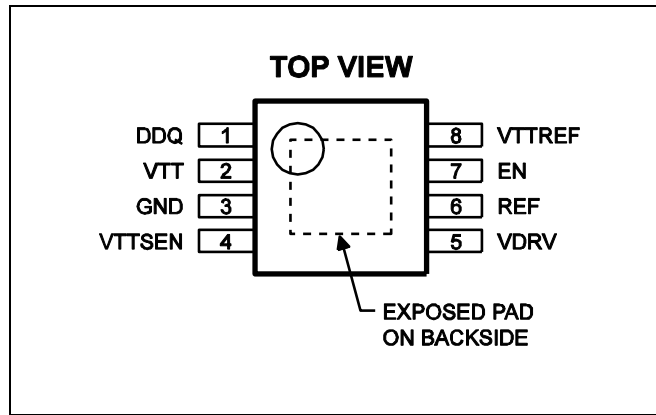 TOP VIEW
DDQ 1 8 VTTREF
VTT 2 7 EN
GND 3 6 REF
VTTSEN 4 5 VDRV
EXPOSED PAD
ON BACKSIDE